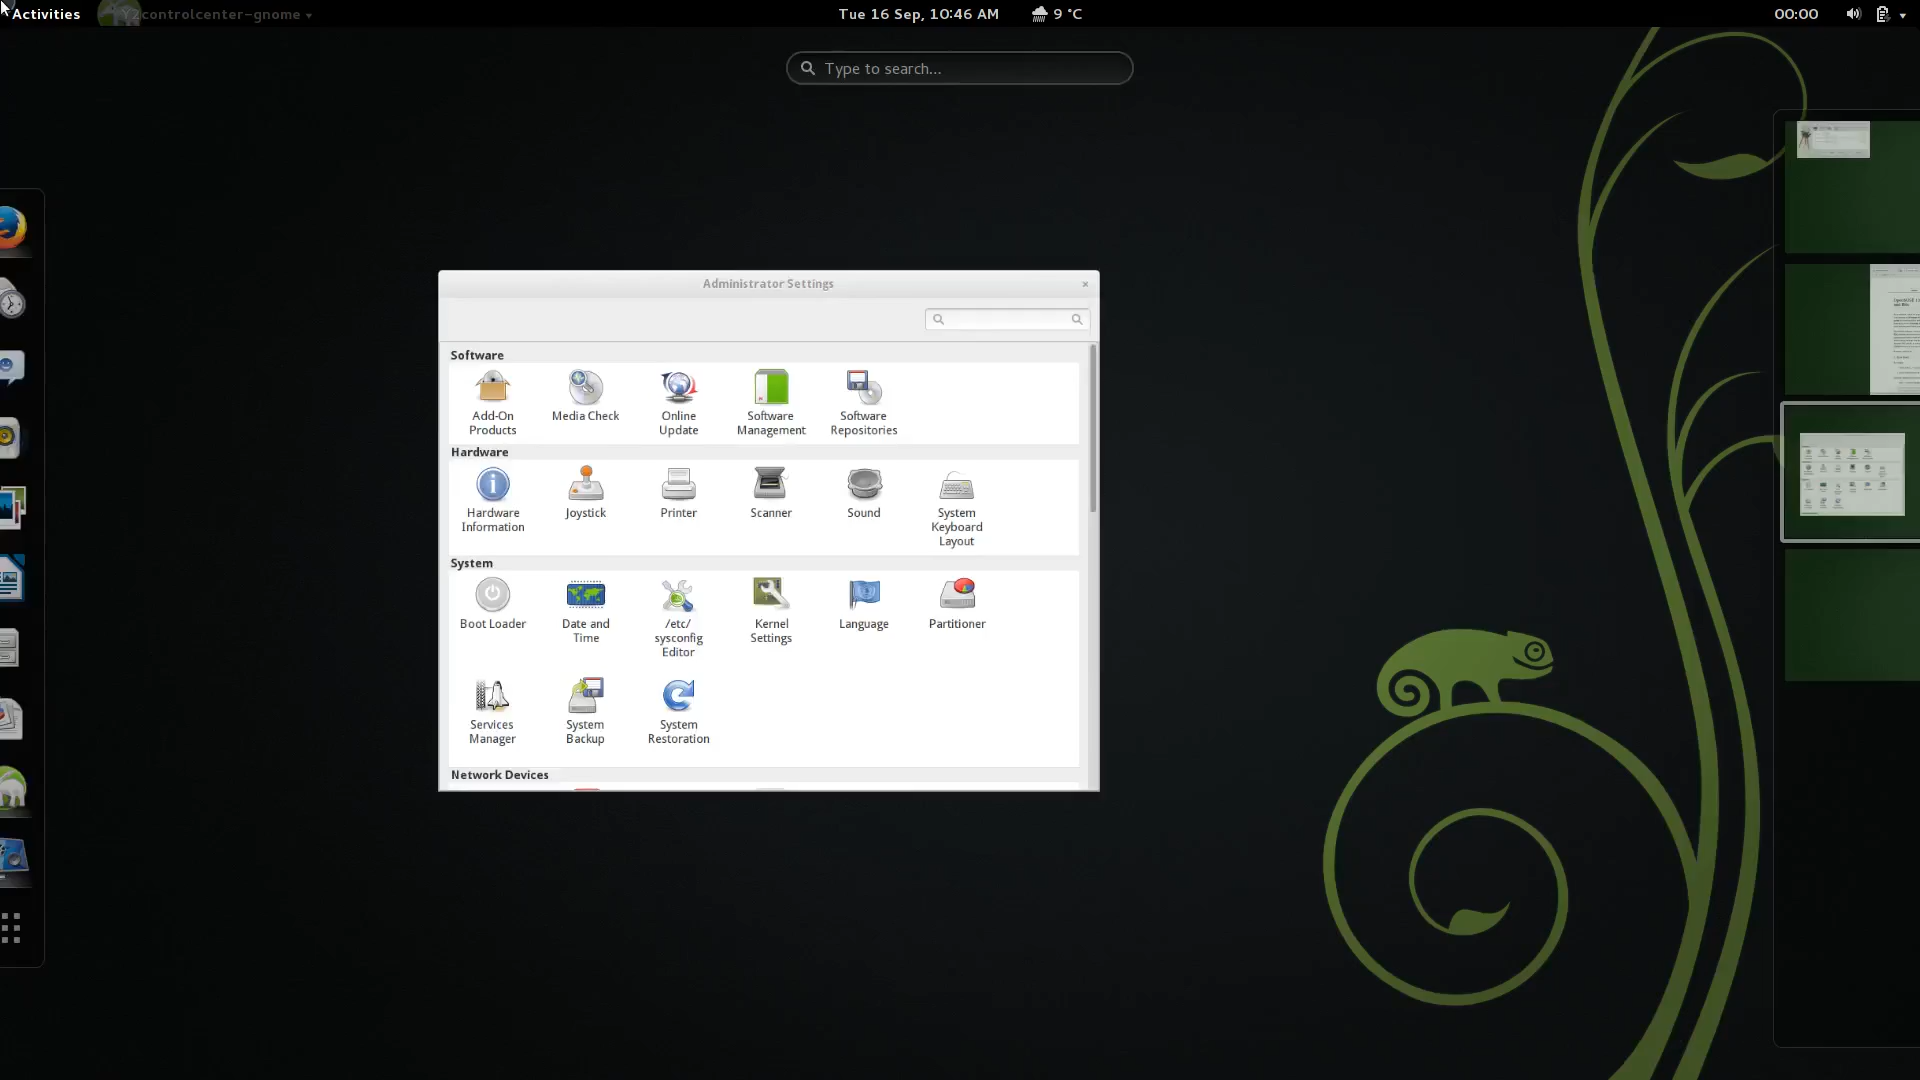 Activities
Y2controlcenter-gnome
Tue 16 Sep, 10:46 AM
9 °C
00:00
Type to search...
Administrator Settings
Software
Add-On
Products
Media Check
Online
Update
Software
Management
Software
Repositories
Hardware
Hardware
Information
Joystick
Printer
Scanner
Sound
System
Keyboard
Layout
System
Boot Loader
Date and
Time
/etc/
sysconfig
Editor
Kernel
Settings
Language
Partitioner
Services
Manager
System
Backup
System
Restoration
Network Devices